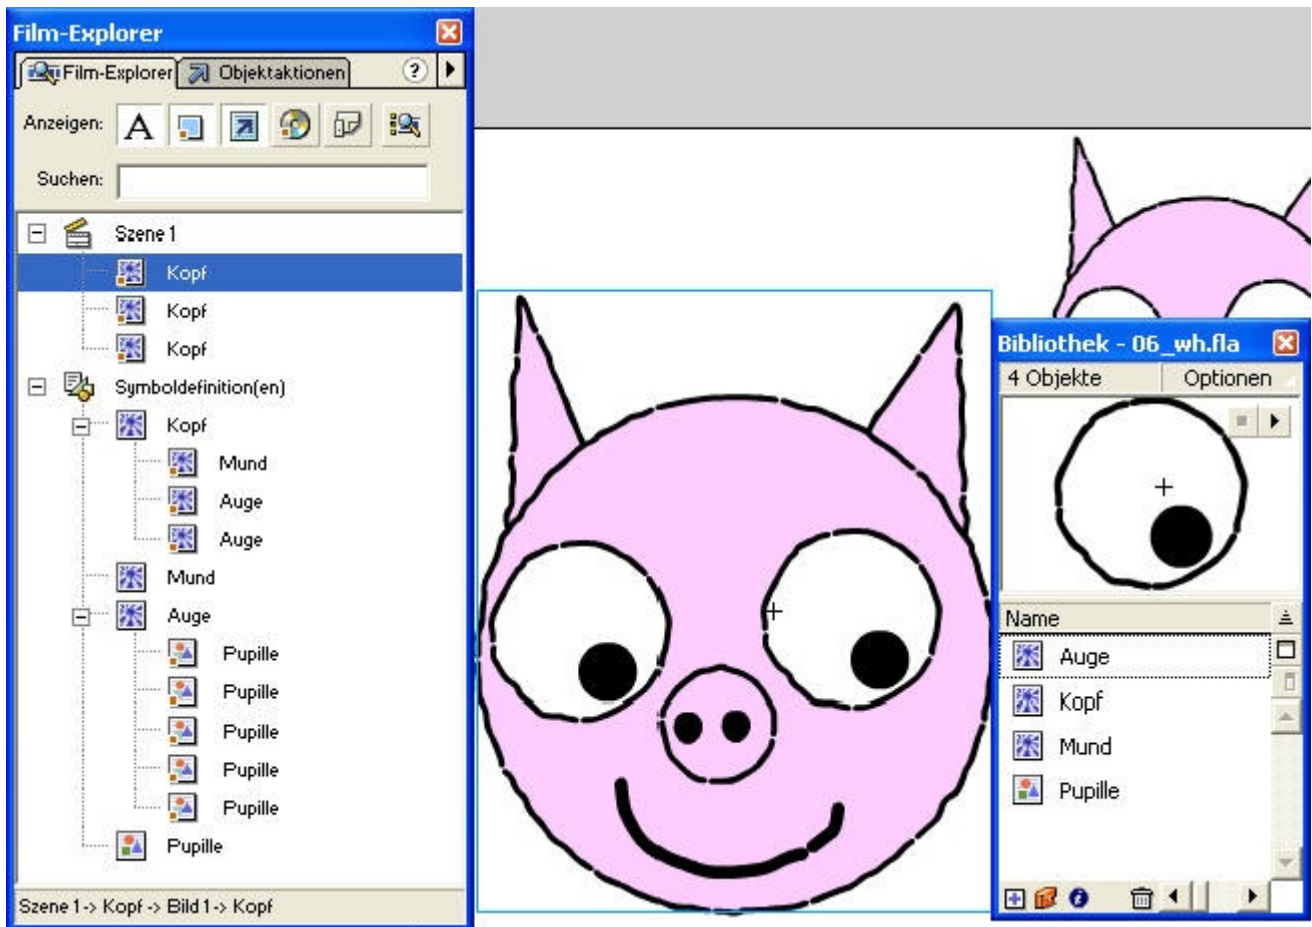 Film-Explorer
Film-Explorer Objektaktionen ?
Anzeigen: A
Suchen:
Szene 1
Kopf
Kopf
Kopf
Symboldefinition(en)
Kopf
Mund
Auge
Auge
Mund
Auge
Pupille
Pupille
Pupille
Pupille
Pupille
Pupille
Szene 1-> Kopf -> Bild 1-> Kopf
Bibliothek - 06_wh.fla
4 Objekte Optionen
Name
Auge
Kopf
Mund
Pupille